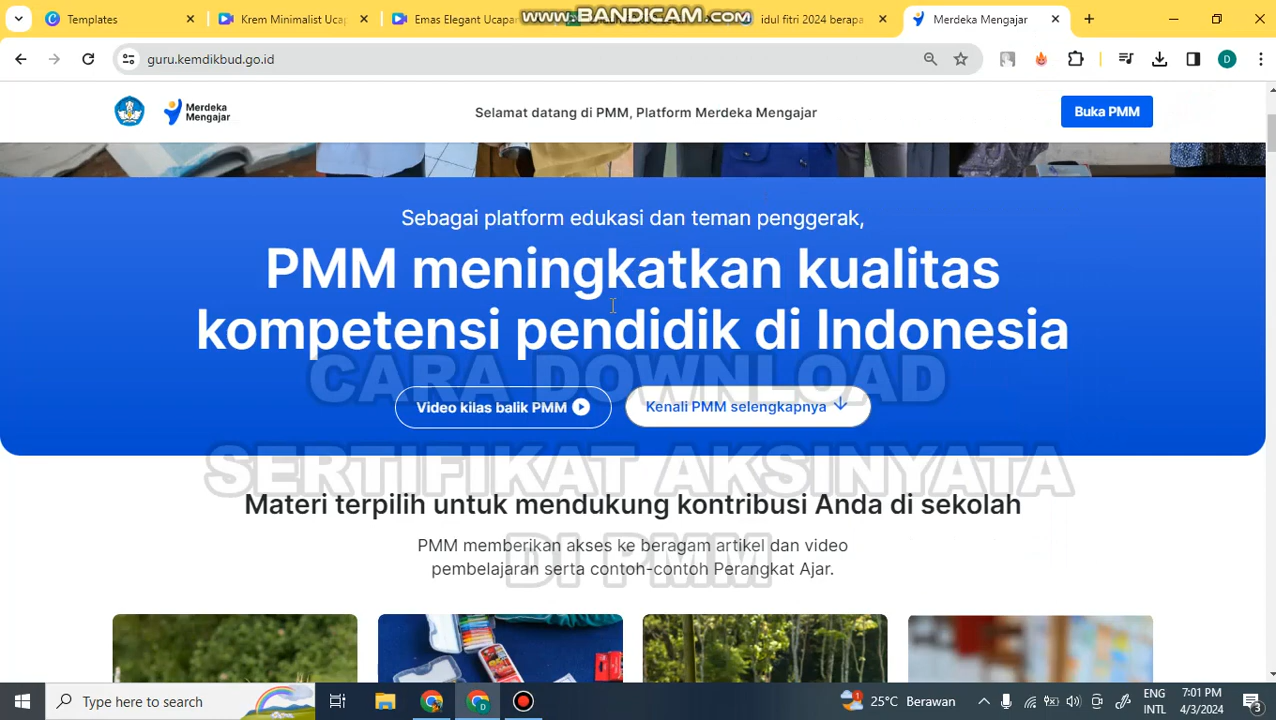 Templates
Krem Minimalist Ucap
Emas Elegant Ucapan
www.BANDICAM.com
idul fitri 2024 berapa
Merdeka Mengajar
guru.kemdikbud.go.id
D
Merdeka
Mengajar
Selamat datang di PMM, Platform Merdeka Mengajar
Buka PMM
Sebagai platform edukasi dan teman penggerak,
PMM meningkatkan kualitas
kompetensi pendidik di Indonesia
CARA DOWNLOAD
Video kilas balik PMM
Kenali PMM selengkapnya
SERTIFIKAT AKSINYATA
Materi terpilih untuk mendukung kontribusi Anda di sekolah
DI PMM
PMM memberikan akses ke beragam artikel dan video
pembelajaran serta contoh-contoh Perangkat Ajar.
Type here to search
1
25°C Berawan
ENG
INTL
7:01 PM
4/3/2024
3